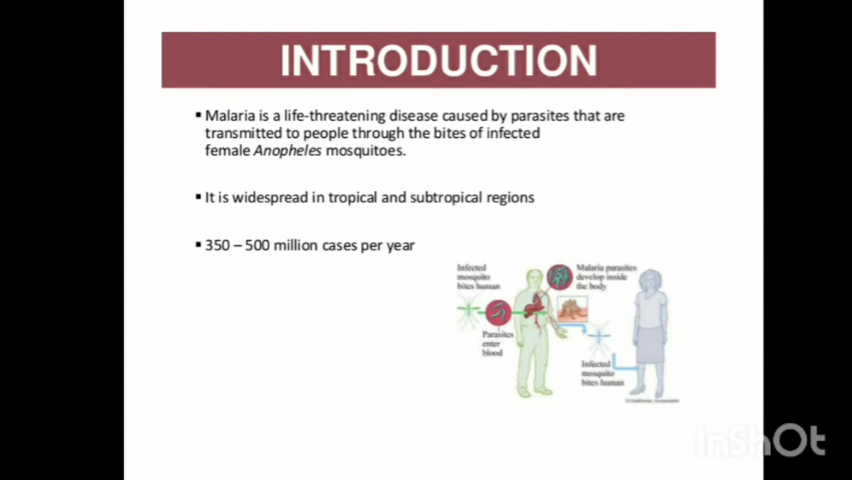 INTRODUCTION
▪ Malaria is a life-threatening disease caused by parasites that are
transmitted to people through the bites of infected
female Anopheles mosquitoes.
▪ It is widespread in tropical and subtropical regions
▪ 350 – 500 million cases per year
Infected
mosquito
bites human
Malaria parasites
develop inside
the body
Parasites
enter
blood
Infected
mosquito
bites human
InShOt